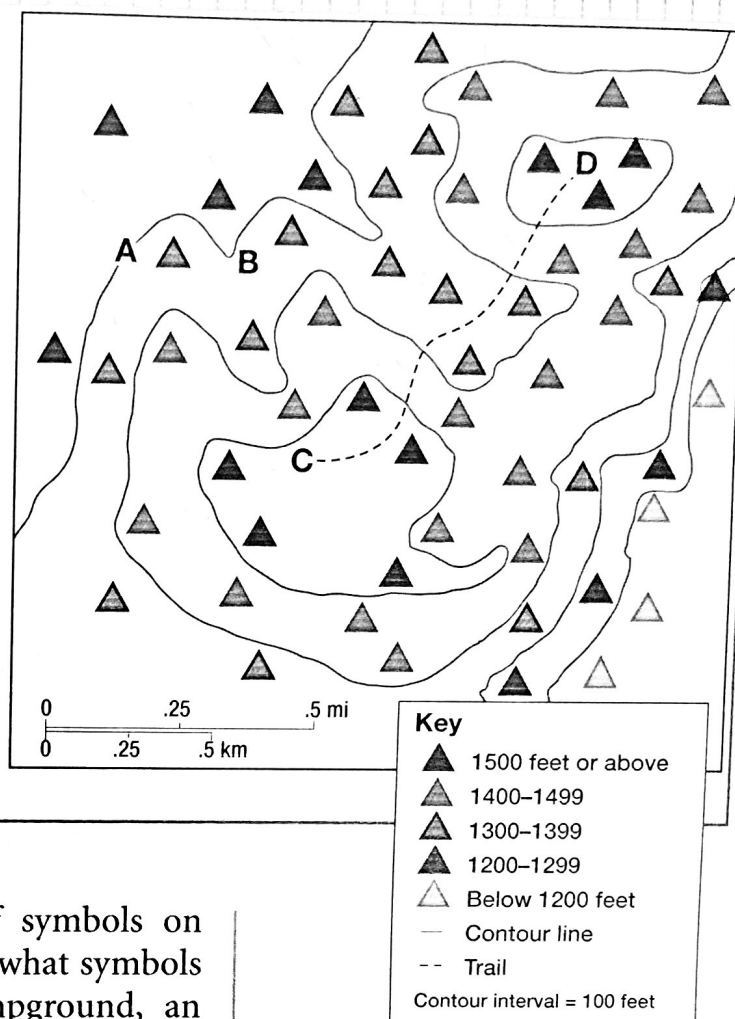 D
A
B
C
0 .25 .5 mi
0 .25 .5 km
Key
1500 feet or above
1400–1499
1300–1399
1200–1299
Below 1200 feet
Contour line
Trail
Contour interval = 100 feet
symbols on
what symbols
an